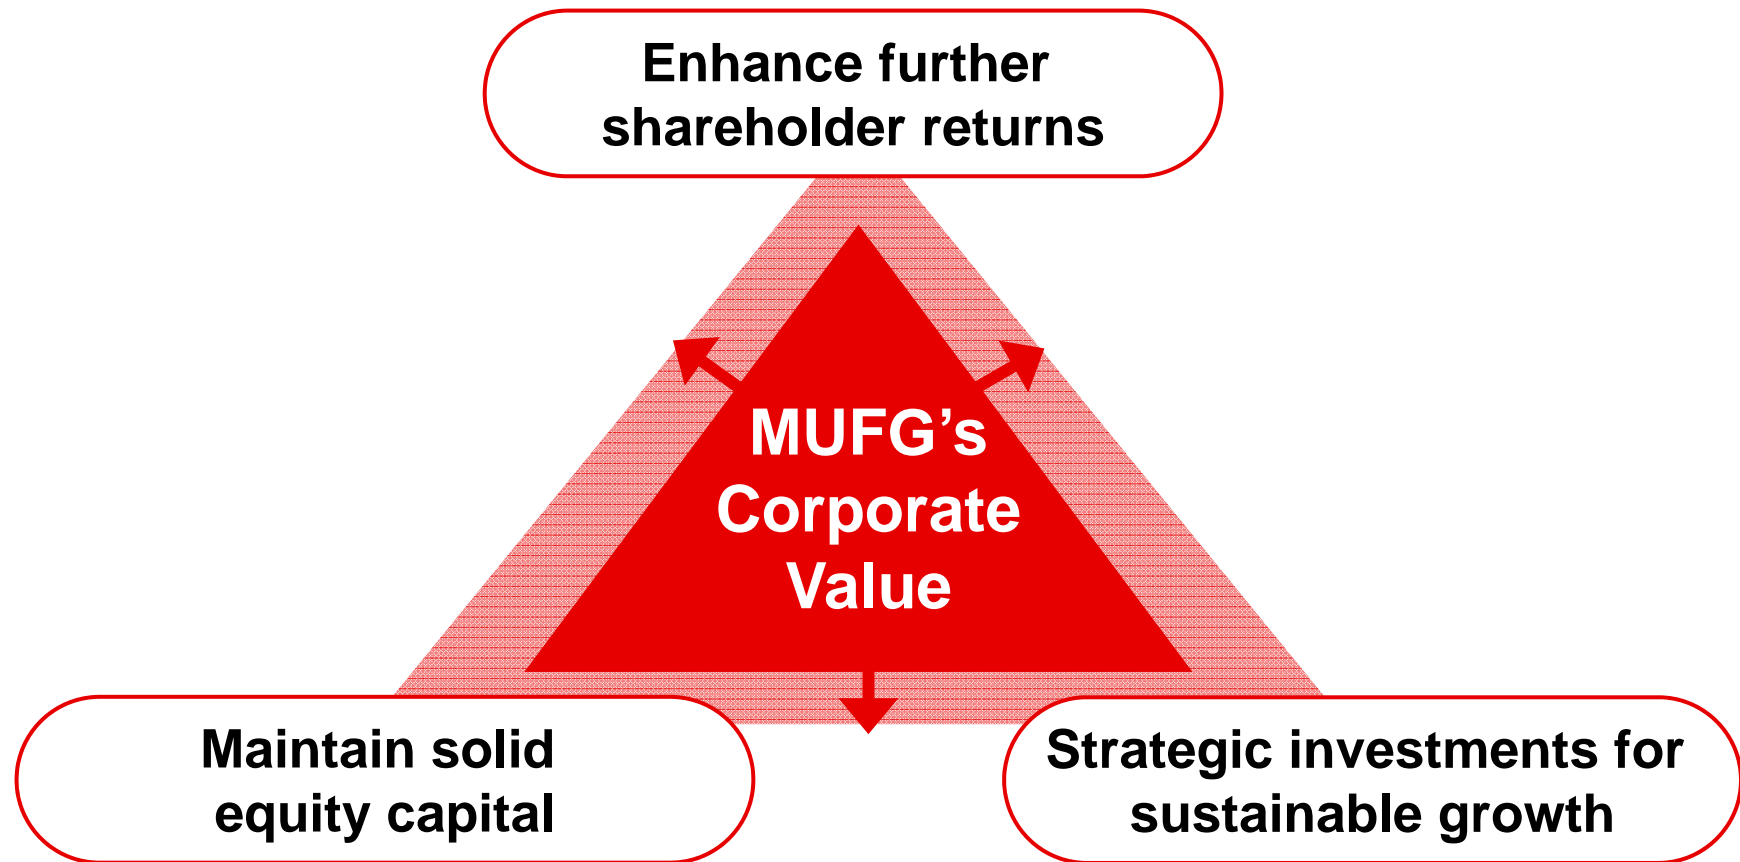 Enhance further
shareholder returns
MUFG’s
Corporate
Value
Maintain solid
equity capital
Strategic investments for
sustainable growth